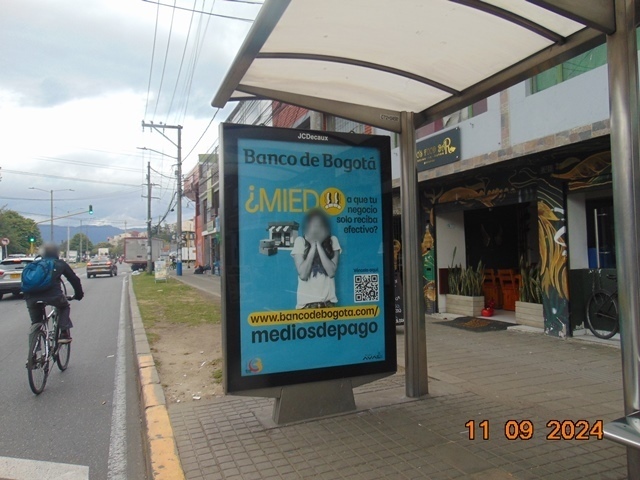 JCDecaux
Banco de Bogotá
¿MIEDO
a que tu
negocio
solo reciba
efectivo?
www.bancodebogota.com/
mediosdepago
11 09 2024